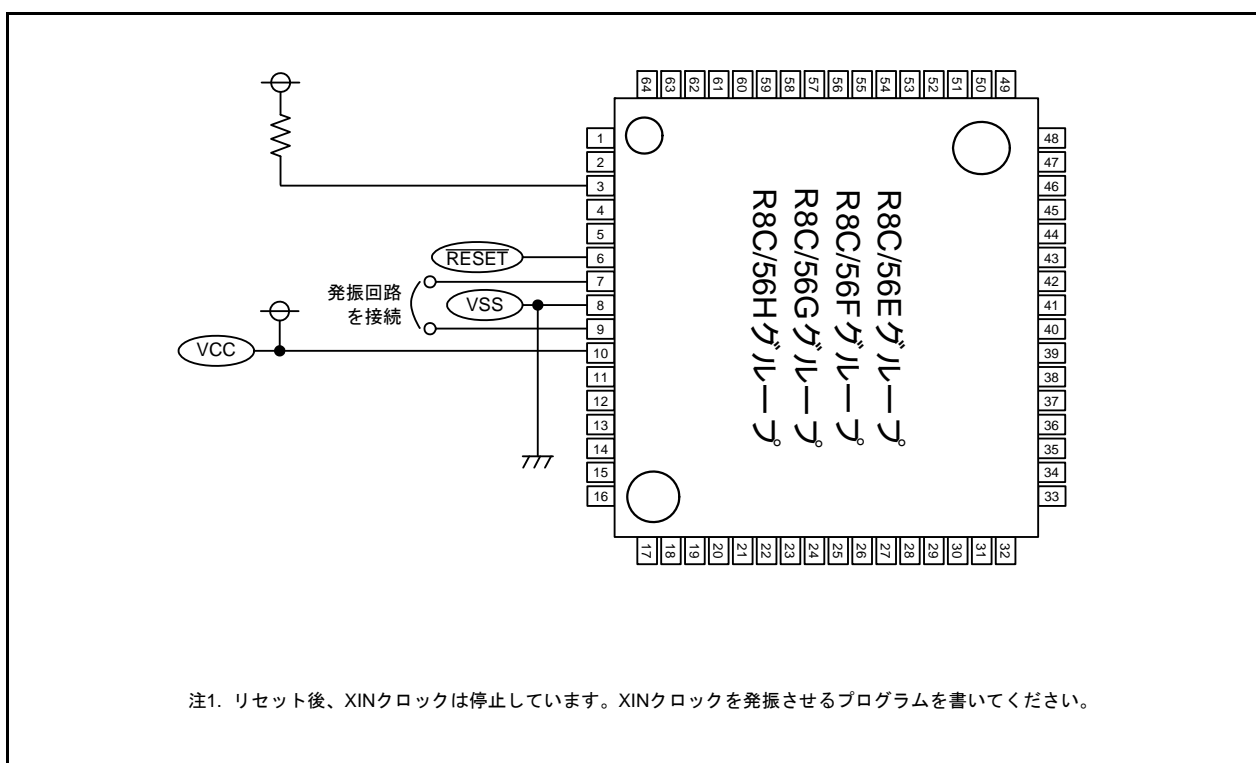 64 63 62 61 60 59 58 57 56 55 54 53 52 51 50 49
1
2
3
4
5
6
7
8
9
10
11
12
13
14
15
16
RESET
発振回路
を接続
VSS
VCC
R8C/56Eグループ
R8C/56Fグループ
R8C/56Gグループ
R8C/56Hグループ
48
47
46
45
44
43
42
41
40
39
38
37
36
35
34
33
17 18 19 20 21 22 23 24 25 26 27 28 29 30 31 32
注1. リセット後、XINクロックは停止しています。XINクロックを発振させるプログラムを書いてください。